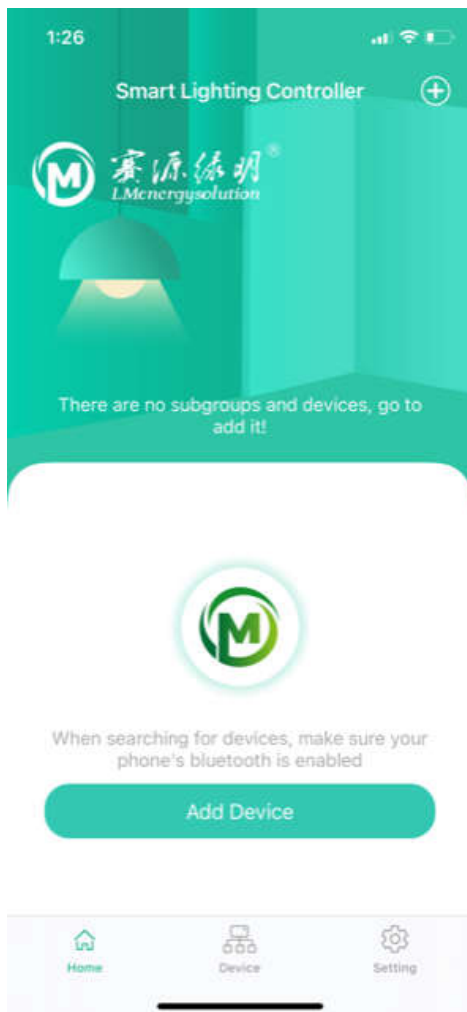 1:26
Smart Lighting Controller
M
赛源绿明®
LMenergysolution
There are no subgroups and devices, go to
add it!
M
When searching for devices, make sure your
phone's bluetooth is enabled
Add Device
Home
Device
Setting